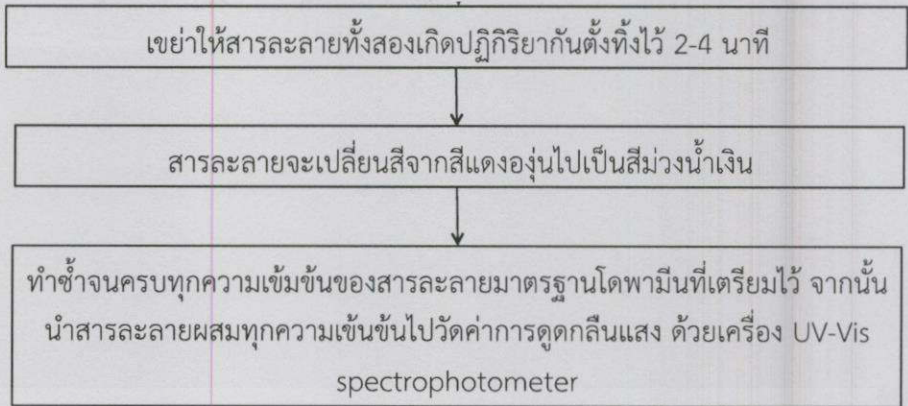 เขย่าให้สารละลายทั้งสองเกิดปฏิกิริยากันตั้งทิ้งไว้ 2-4 นาที
สารละลายจะเปลี่ยนสีจากสีแดงองุ่นไปเป็นสีม่วงน้ำเงิน
ทำซ้ำจนครบทุกความเข้มข้นของสารละลายมาตรฐานโดพามีนที่เตรียมไว้ จากนั้น
นำสารละลายผสมทุกความเข้นข้นไปวัดค่าการดูดกลืนแสง ด้วยเครื่อง UV-Vis
spectrophotometer